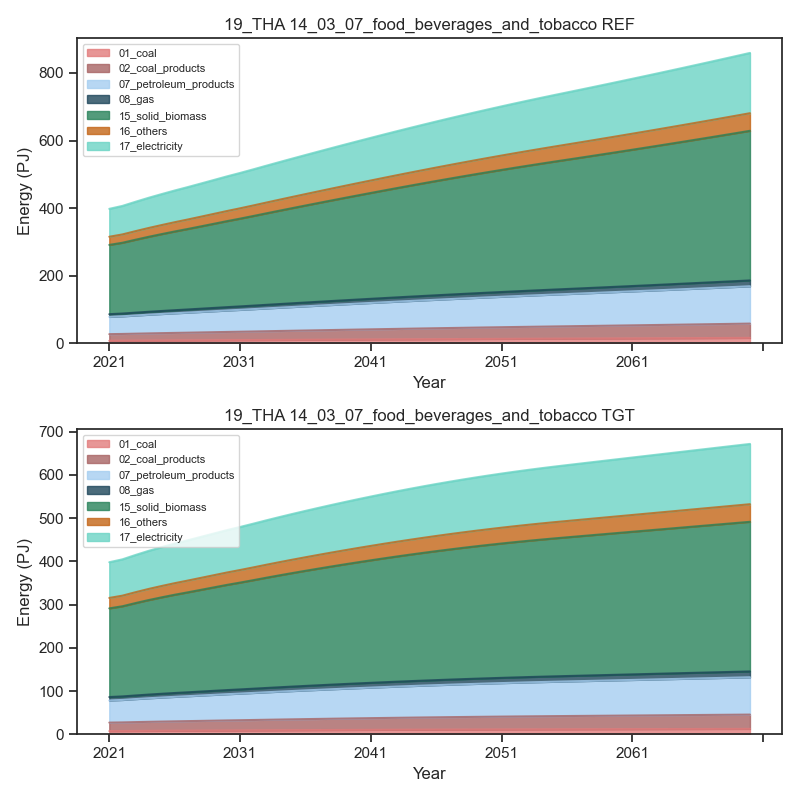 19_THA 14_03_07_food_beverages_and_tobacco REF
01_coal
02_coal_products
07_petroleum_products
08_gas
15_solid_biomass
16_others
17_electricity
800
600
400
200
0
Energy (PJ)
2021 2031 2041 2051 2061
Year
19_THA 14_03_07_food_beverages_and_tobacco TGT
01_coal
02_coal_products
07_petroleum_products
08_gas
15_solid_biomass
16_others
17_electricity
700
600
500
400
300
200
100
0
Energy (PJ)
2021 2031 2041 2051 2061
Year